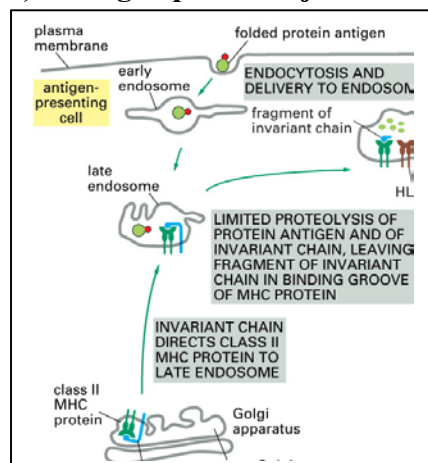 plasma
membrane
folded protein antigen
early
endosome
ENDOCYTOSIS AND
DELIVERY TO ENDOSOM
antigen-
presenting
cell
fragment of
invariant chain
HL
late
endosome
LIMITED PROTEOLYSIS OF
PROTEIN ANTIGEN AND OF
INVARIANT CHAIN, LEAVING
FRAGMENT OF INVARIANT
CHAIN IN BINDING GROOVE
OF MHC PROTEIN
INVARIANT CHAIN
DIRECTS CLASS II
MHC PROTEIN TO
LATE ENDOSOME
class II
MHC
protein
Golgi
apparatus